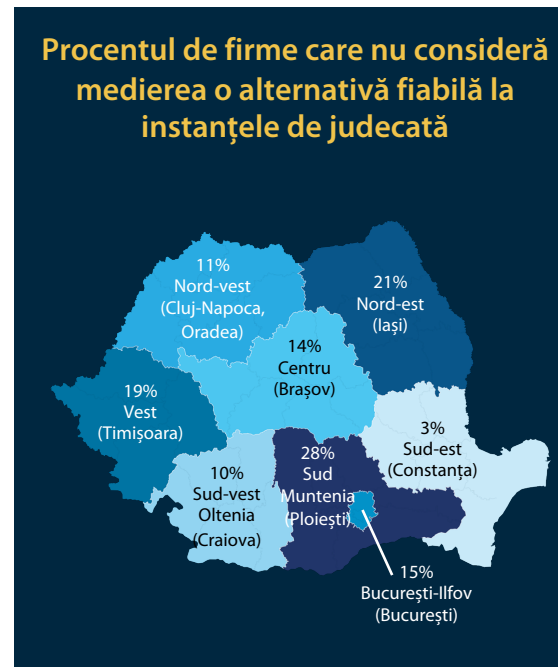 Procentul de firme care nu consideră
medierea o alternativă fiabilă la
instanțele de judecată
11%
Nord-vest
(Cluj-Napoca,
Oradea)
21%
Nord-est
(Iași)
14%
Centru
(Brașov)
19%
Vest
(Timișoara)
3%
Sud-est
(Constanța)
10%
Sud-vest
Oltenia
(Craiova)
28%
Sud
Muntenia
(Ploiești)
15%
București-Ilfov
(București)